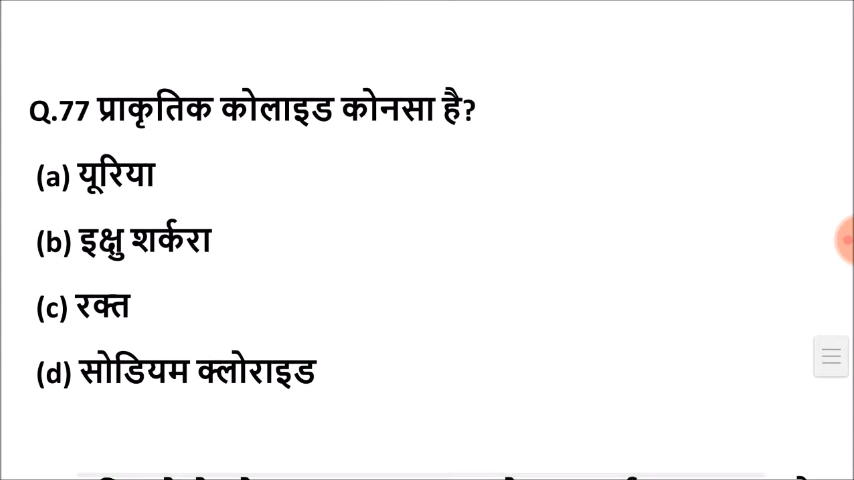 Q.77 प्राकृतिक कोलाइड कोनसा है?
(a) यूरिया
(b) इक्षु शर्करा
(c) रक्त
(d) सोडियम क्लोराइड